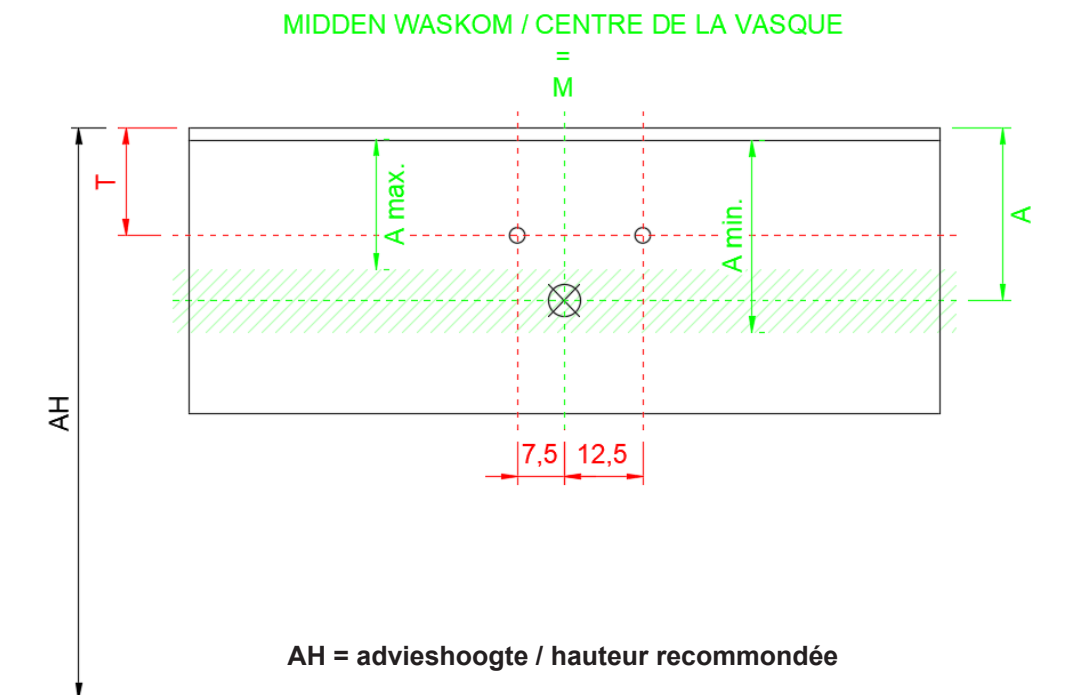 MIDDEN WASKOM / CENTRE DE LA VASQUE
=
M
T
A max.
A min.
A
AH
7,5
12,5
AH = advieshoogte / hauteur recommondée